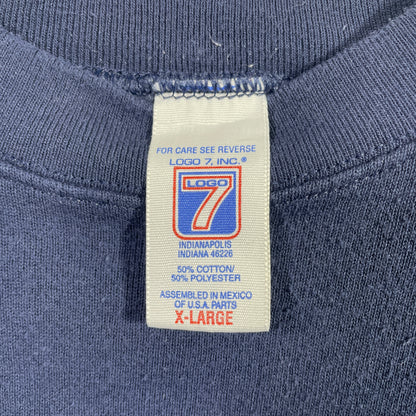 FOR CARE SEE REVERSE
LOGO 7, INC.®
LOGO
7
INDIANAPOLIS
INDIANA 46226
50% COTTON/
50% POLYESTER
ASSEMBLED IN MEXICO
OF U.S.A. PARTS
X-LARGE